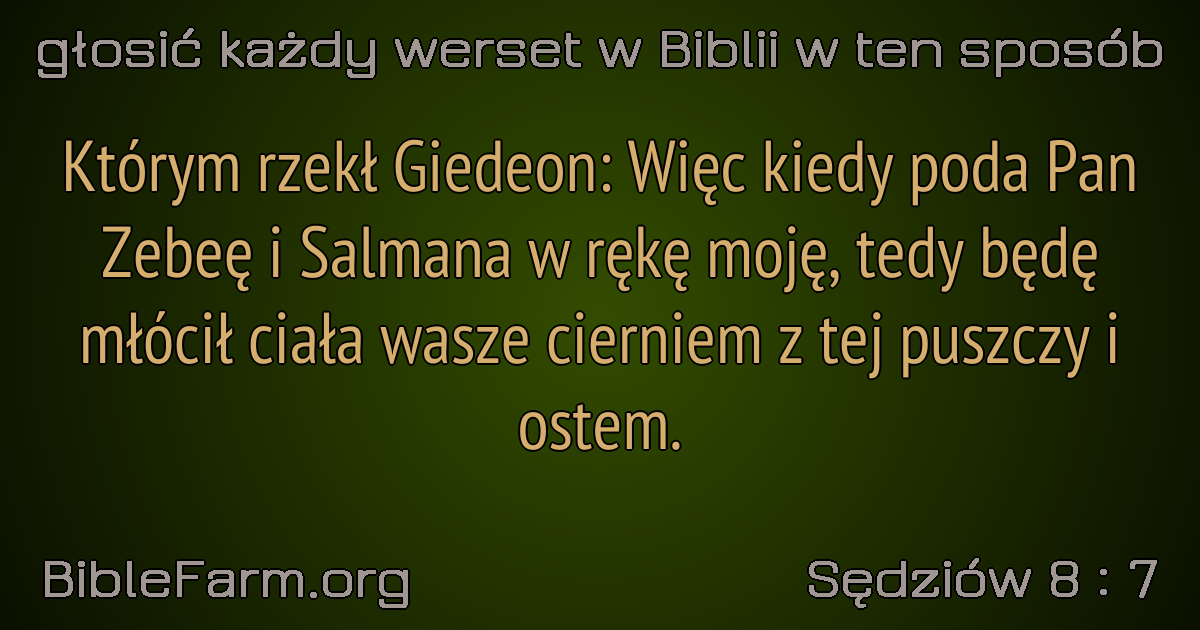 głosić każdy werset w Biblii w ten sposób
Którym rzekł Giedeon: Więc kiedy poda Pan
Zebeę i Salmana w rękę moję, tedy będę
młócił ciała wasze cierniem z tej puszczy i
ostem.
BibleFarm.org
Sędziów 8 : 7